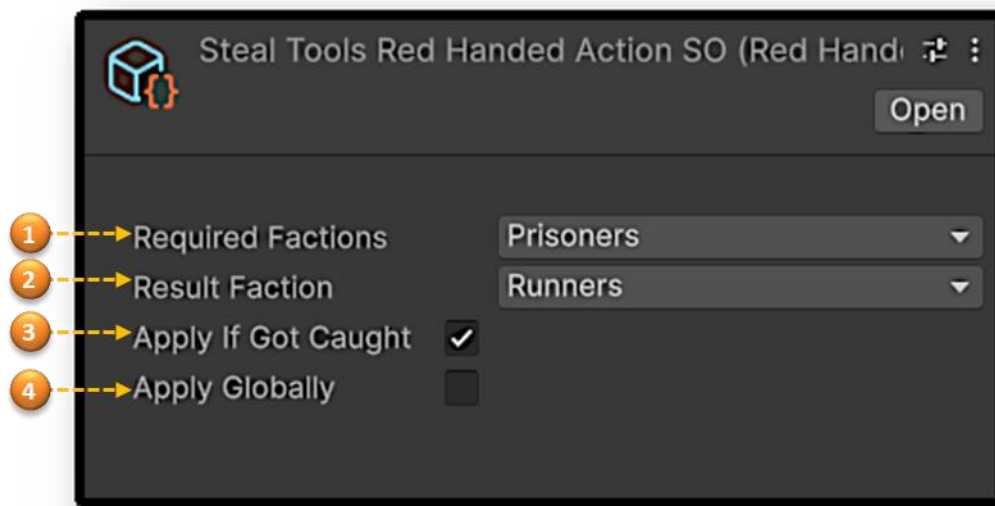 Steal Tools Red Handed Action SO (Red Hand
Open
1 Required Factions Prisoners
2 Result Faction Runners
3 Apply If Got Caught
4 Apply Globally